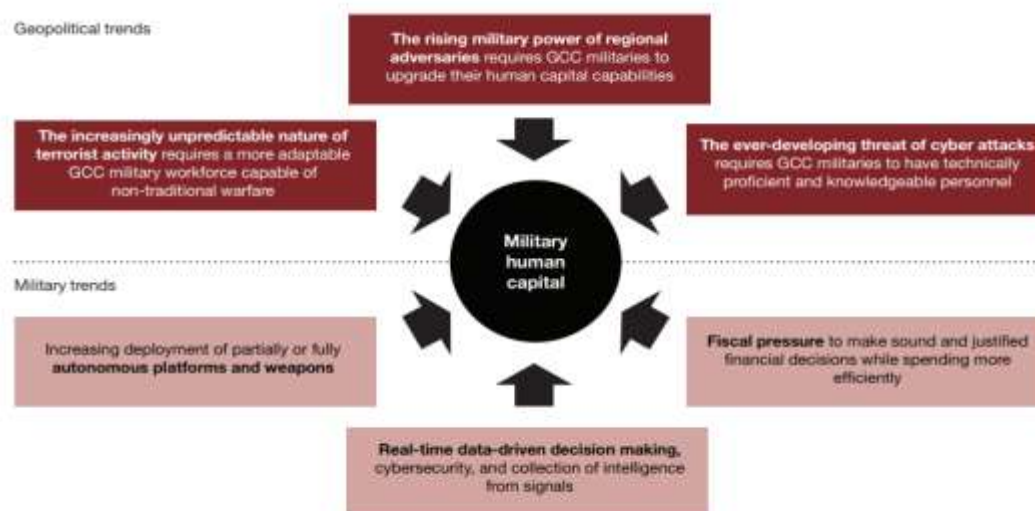 Geopolitical trends
The rising military power of regional
adversaries requires GCC militaries to
upgrade their human capital capabilities
The increasingly unpredictable nature of
terrorist activity requires a more adaptable
GCC military workforce capable of
non-traditional warfare
The ever-developing threat of cyber attacks
requires GCC militaries to have technically
proficient and knowledgeable personnel
Military
human
capital
Military trends
Increasing deployment of partially or fully
autonomous platforms and weapons
Fiscal pressure to make sound and justified
financial decisions while spending more
efficiently
Real-time data-driven decision making,
cybersecurity, and collection of intelligence
from signals